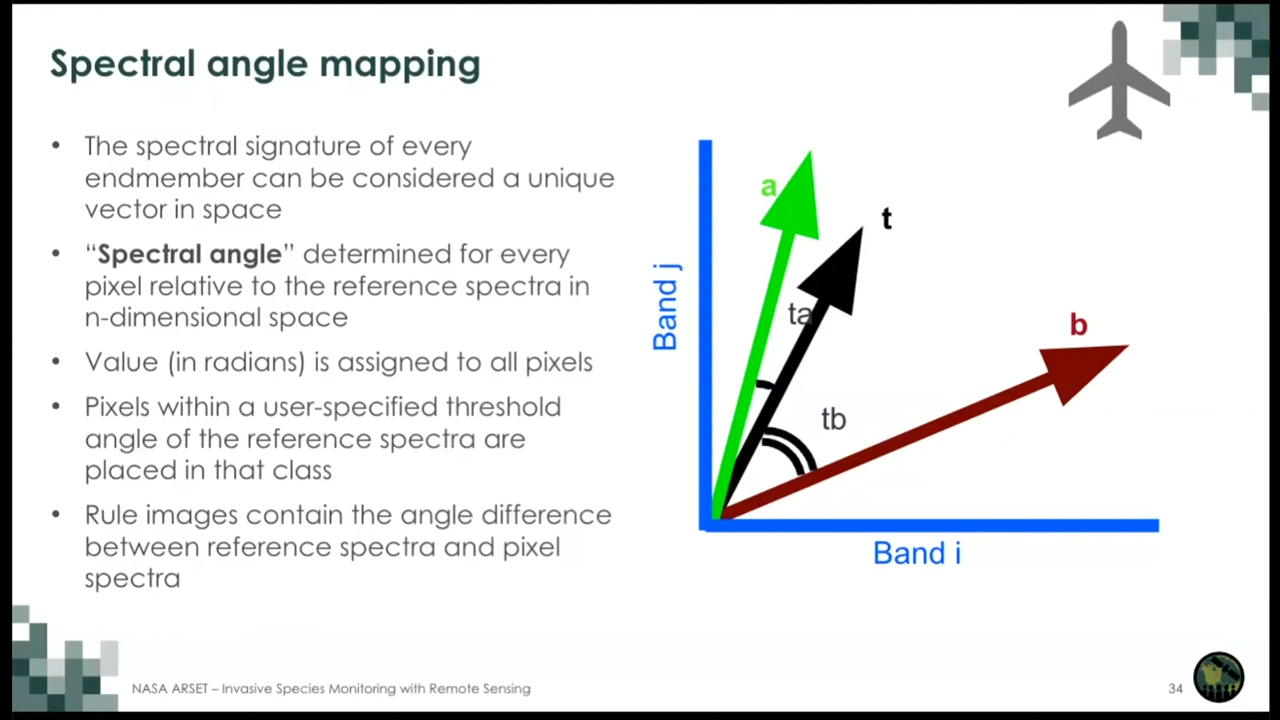 Spectral angle mapping
• The spectral signature of every
endmember can be considered a unique
vector in space
• “Spectral angle” determined for every
pixel relative to the reference spectra in
n-dimensional space
• Value (in radians) is assigned to all pixels
• Pixels within a user-specified threshold
angle of the reference spectra are
placed in that class
• Rule images contain the angle difference
between reference spectra and pixel
spectra
a
t
ta
b
tb
Band j
Band i
NASA ARSET – Invasive Species Monitoring with Remote Sensing
34